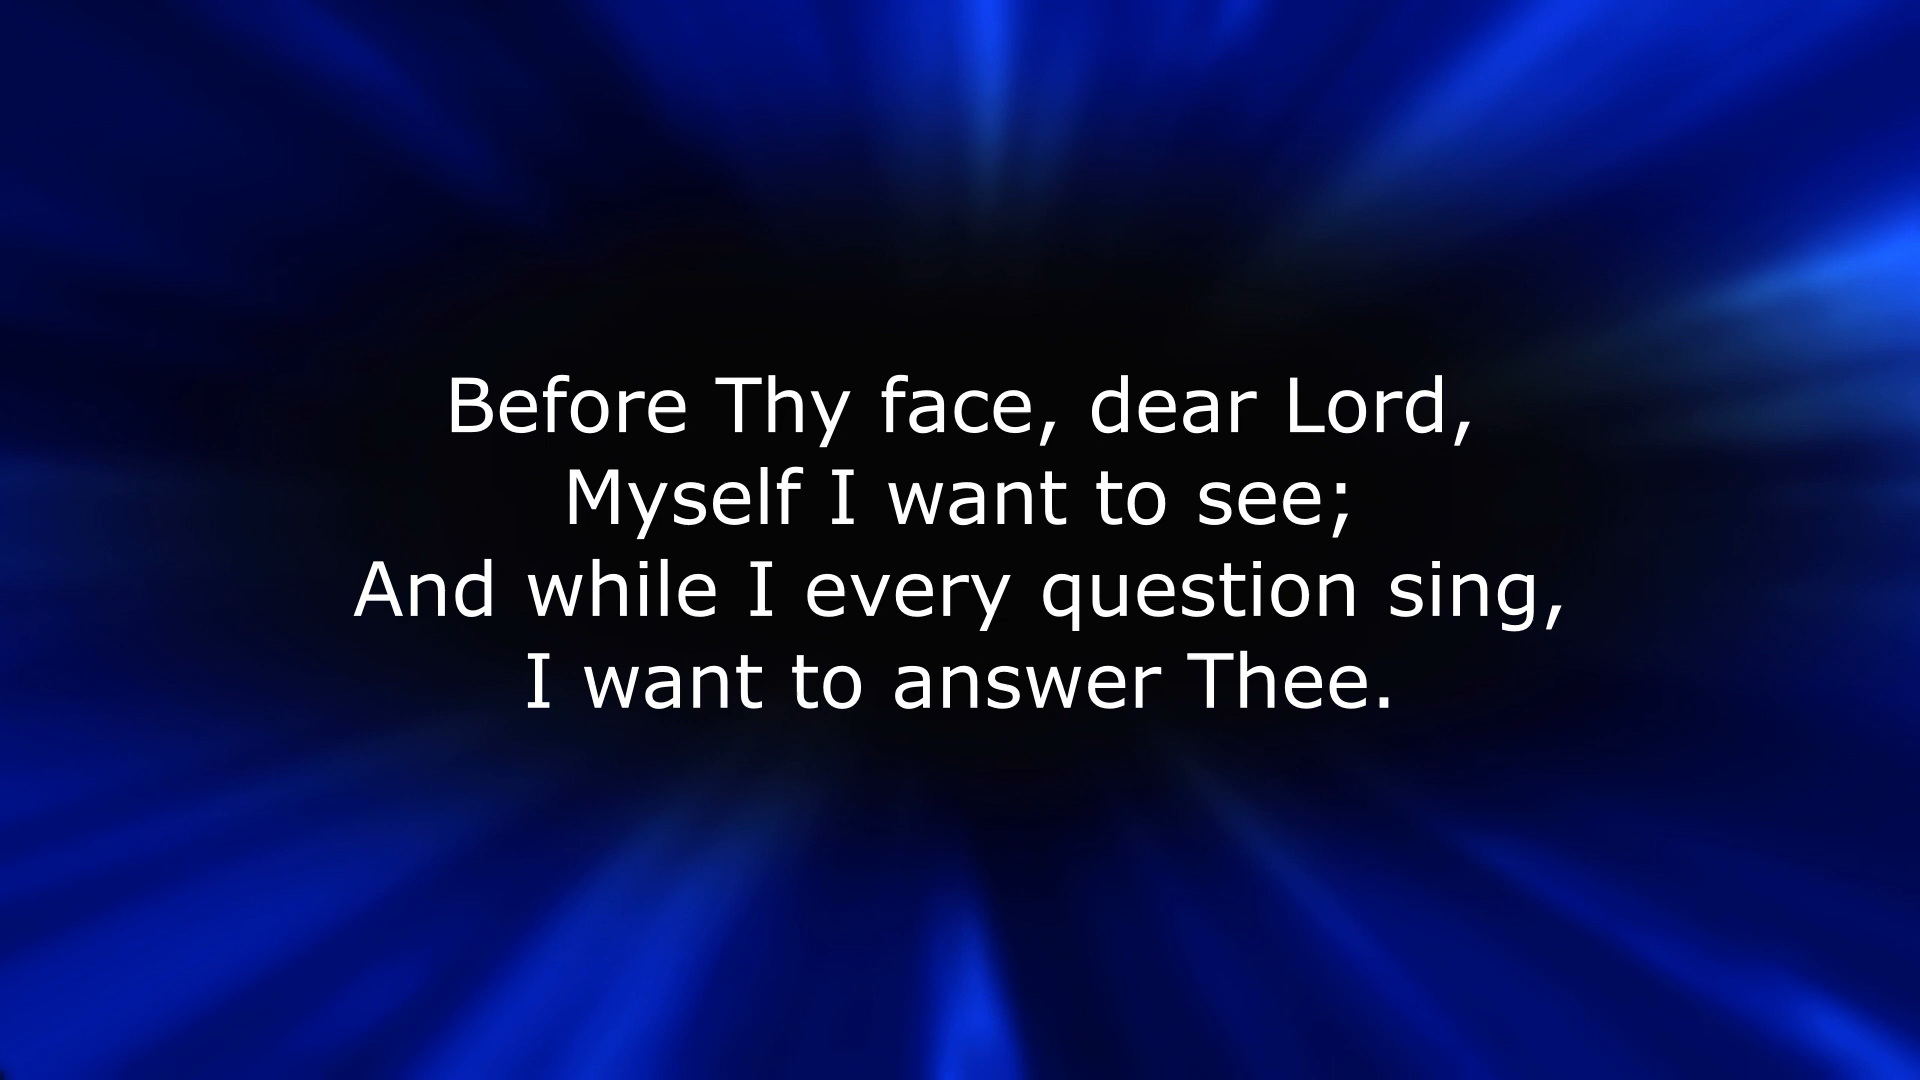 Before Thy face, dear Lord,
Myself I want to see;
And while I every question sing,
I want to answer Thee.